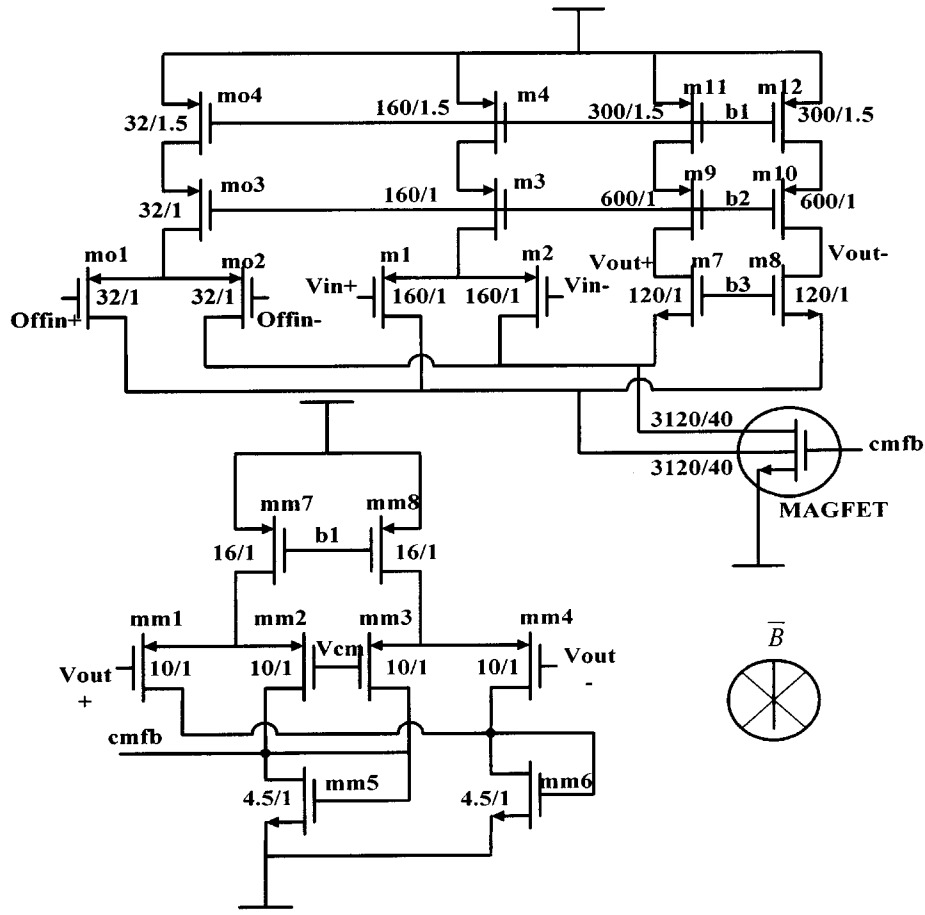 mo4 m4 m11 m12
32/1.5 160/1.5 300/1.5 b1 300/1.5
mo3 m3 m9 m10
32/1 160/1 600/1 b2 600/1
mo1 mo2 m1 m2 Vout+ m7 m8 Vout-
Offin+ 32/1 32/1 Offin- Vin+ 160/1 160/1 Vin- 120/1 b3 120/1
3120/40
cmfb
3120/40
MAGFET
mm7 mm8
16/1 b1 16/1
mm1 mm2 mm3 mm4
Vout
+
10/1 10/1 Vcm 10/1 10/1
Vout
-
B
cmfb
mm5 mm6
4.5/1 4.5/1